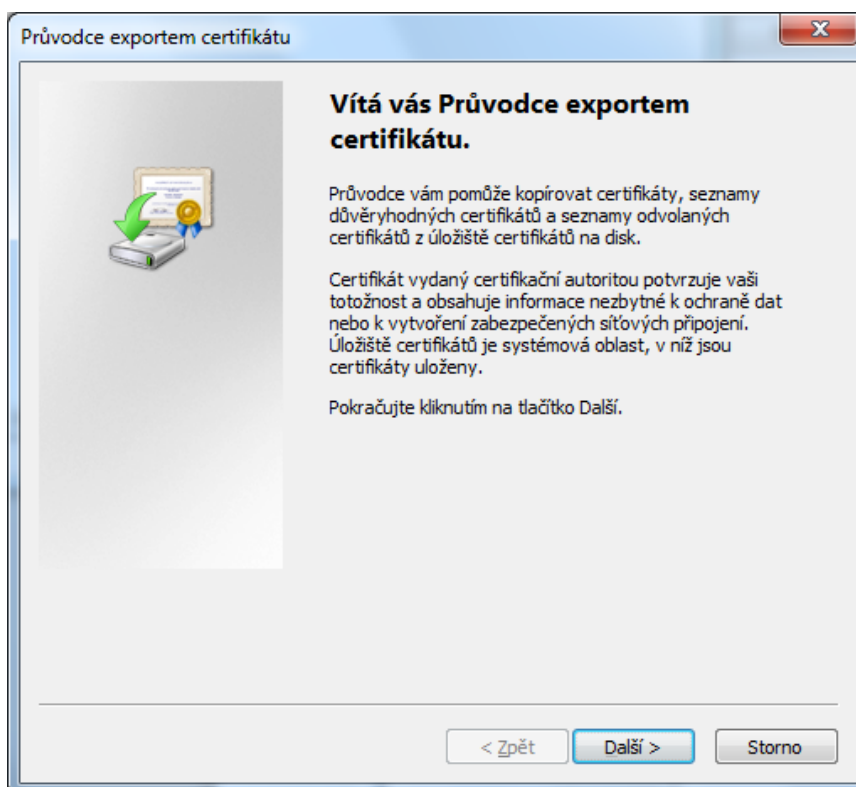 Průvodce exportem certifikátu
Vítá vás Průvodce exportem
certifikátu.
Průvodce vám pomůže kopírovat certifikáty, seznamy
důvěryhodných certifikátů a seznamy odvolaných
certifikátů z úložiště certifikátů na disk.
Certifikát vydaný certifikační autoritou potvrzuje vaši
totožnost a obsahuje informace nezbytné k ochraně dat
nebo k vytvoření zabezpečených síťových připojení.
Úložiště certifikátů je systémová oblast, v níž jsou
certifikáty uloženy.
Pokračujte kliknutím na tlačítko Další.
< Zpět
Další >
Storno